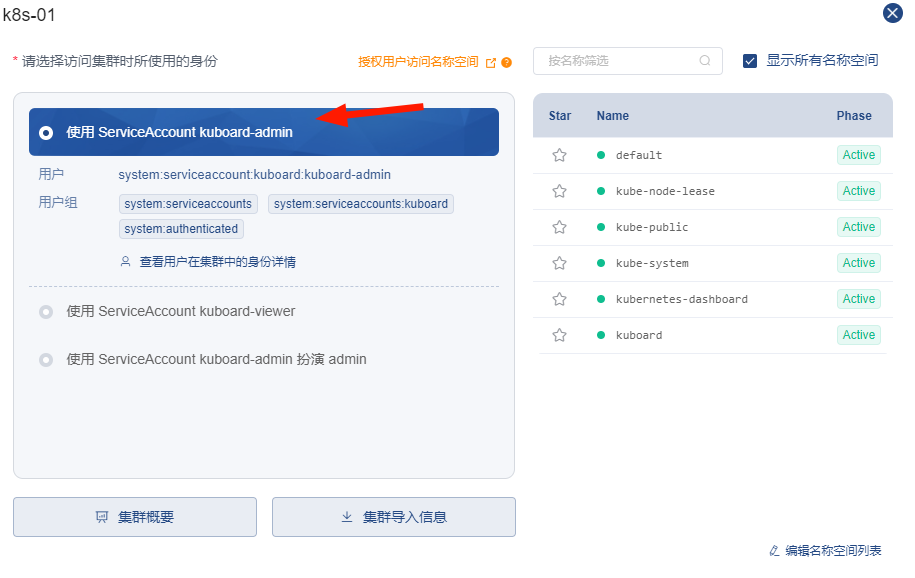 k8s-01
* 请选择访问集群时所使用的身份
授权用户访问名称空间
使用 ServiceAccount kuboard-admin
用户 system:serviceaccount:kuboard:kuboard-admin
用户组 system:serviceaccounts system:serviceaccounts:kuboard
system:authenticated
查看用户在集群中的身份详情
使用 ServiceAccount kuboard-viewer
使用 ServiceAccount kuboard-admin 扮演 admin
集群概要 集群导入信息
按名称筛选 显示所有名称空间
Star Name Phase
default Active
kube-node-lease Active
kube-public Active
kube-system Active
kubernetes-dashboard Active
kuboard Active
编辑名称空间列表